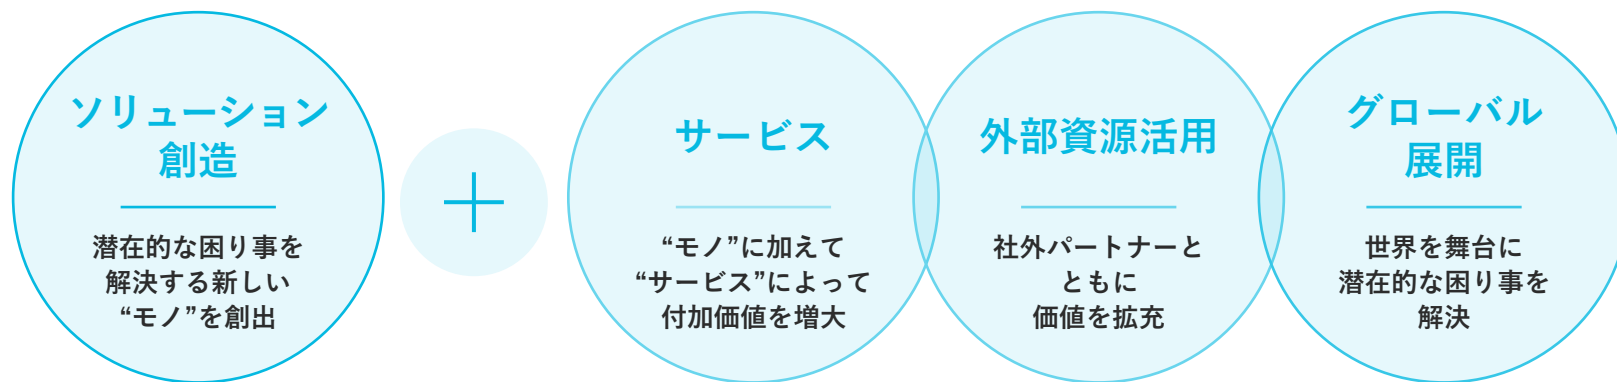 ソリューション
創造
潜在的な困り事を
解決する新しい
“モノ”を創出
サービス
“モノ”に加えて
“サービス”によって
付加価値を増大
外部資源活用
社外パートナーと
ともに
価値を拡充
グローバル
展開
世界を舞台に
潜在的な困り事を
解決